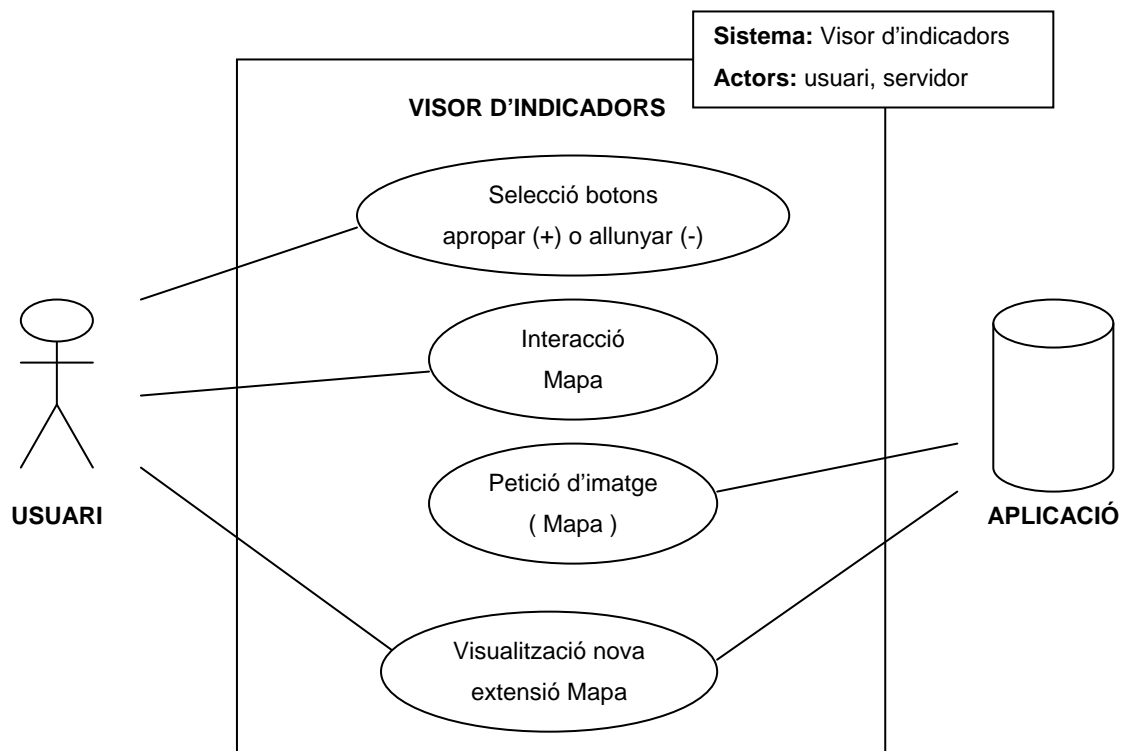 Sistema: Visor d’indicadors
Actors: usuari, servidor
VISOR D’INDICADORS
Selecció botons
apropar (+) o allunyar (-)
Interacció
Mapa
Petició d’imatge
( Mapa )
USUARI
APLICACIÓ
Visualització nova
extensió Mapa